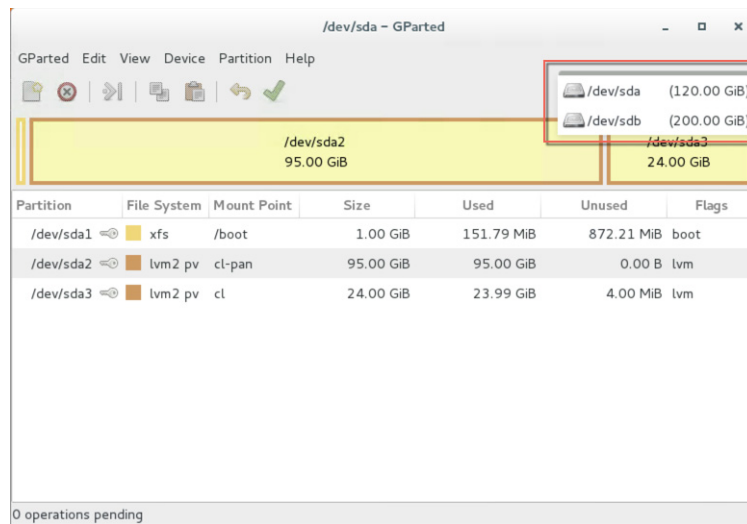 /dev/sda – GParted
GParted Edit View Device Partition Help
/dev/sda (120.00 GiB)
/dev/sdb (200.00 GiB)
/dev/sda2
95.00 GiB
/dev/sda3
24.00 GiB
Partition File System Mount Point Size Used Unused Flags
/dev/sda1 xfs /boot 1.00 GiB 151.79 MiB 872.21 MiB boot
/dev/sda2 lvm2 pv cl-pan 95.00 GiB 95.00 GiB 0.00 B lvm
/dev/sda3 lvm2 pv cl 24.00 GiB 23.99 GiB 4.00 MiB lvm
0 operations pending